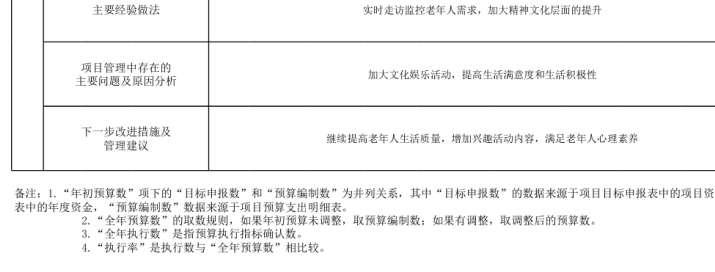 主要经验做法
实时走访监控老年人需求，加大精神文化层面的提升
项目管理中存在的
主要问题及原因分析
加大文化娱乐活动，提高生活满意度和生活积极性
下一步改进措施及
管理建议
继续提高老年人生活质量，增加兴趣活动内容，满足老年人心理素养
备注：1.“年初预算数”项下的“目标申报数”和“预算编制数”为并列关系，其中“目标申报数”的数据来源于项目目标申报表中的项目资
表中的年度资金，“预算编制数”数据来源于项目预算支出明细表。
2.“全年预算数”的取数规则，如果年初预算未调整，取预算编制数；如果有调整，取调整后的预算数。
3.“全年执行数”是指预算执行指标确认数。
4.“执行率”是执行数与“全年预算数”相比较。